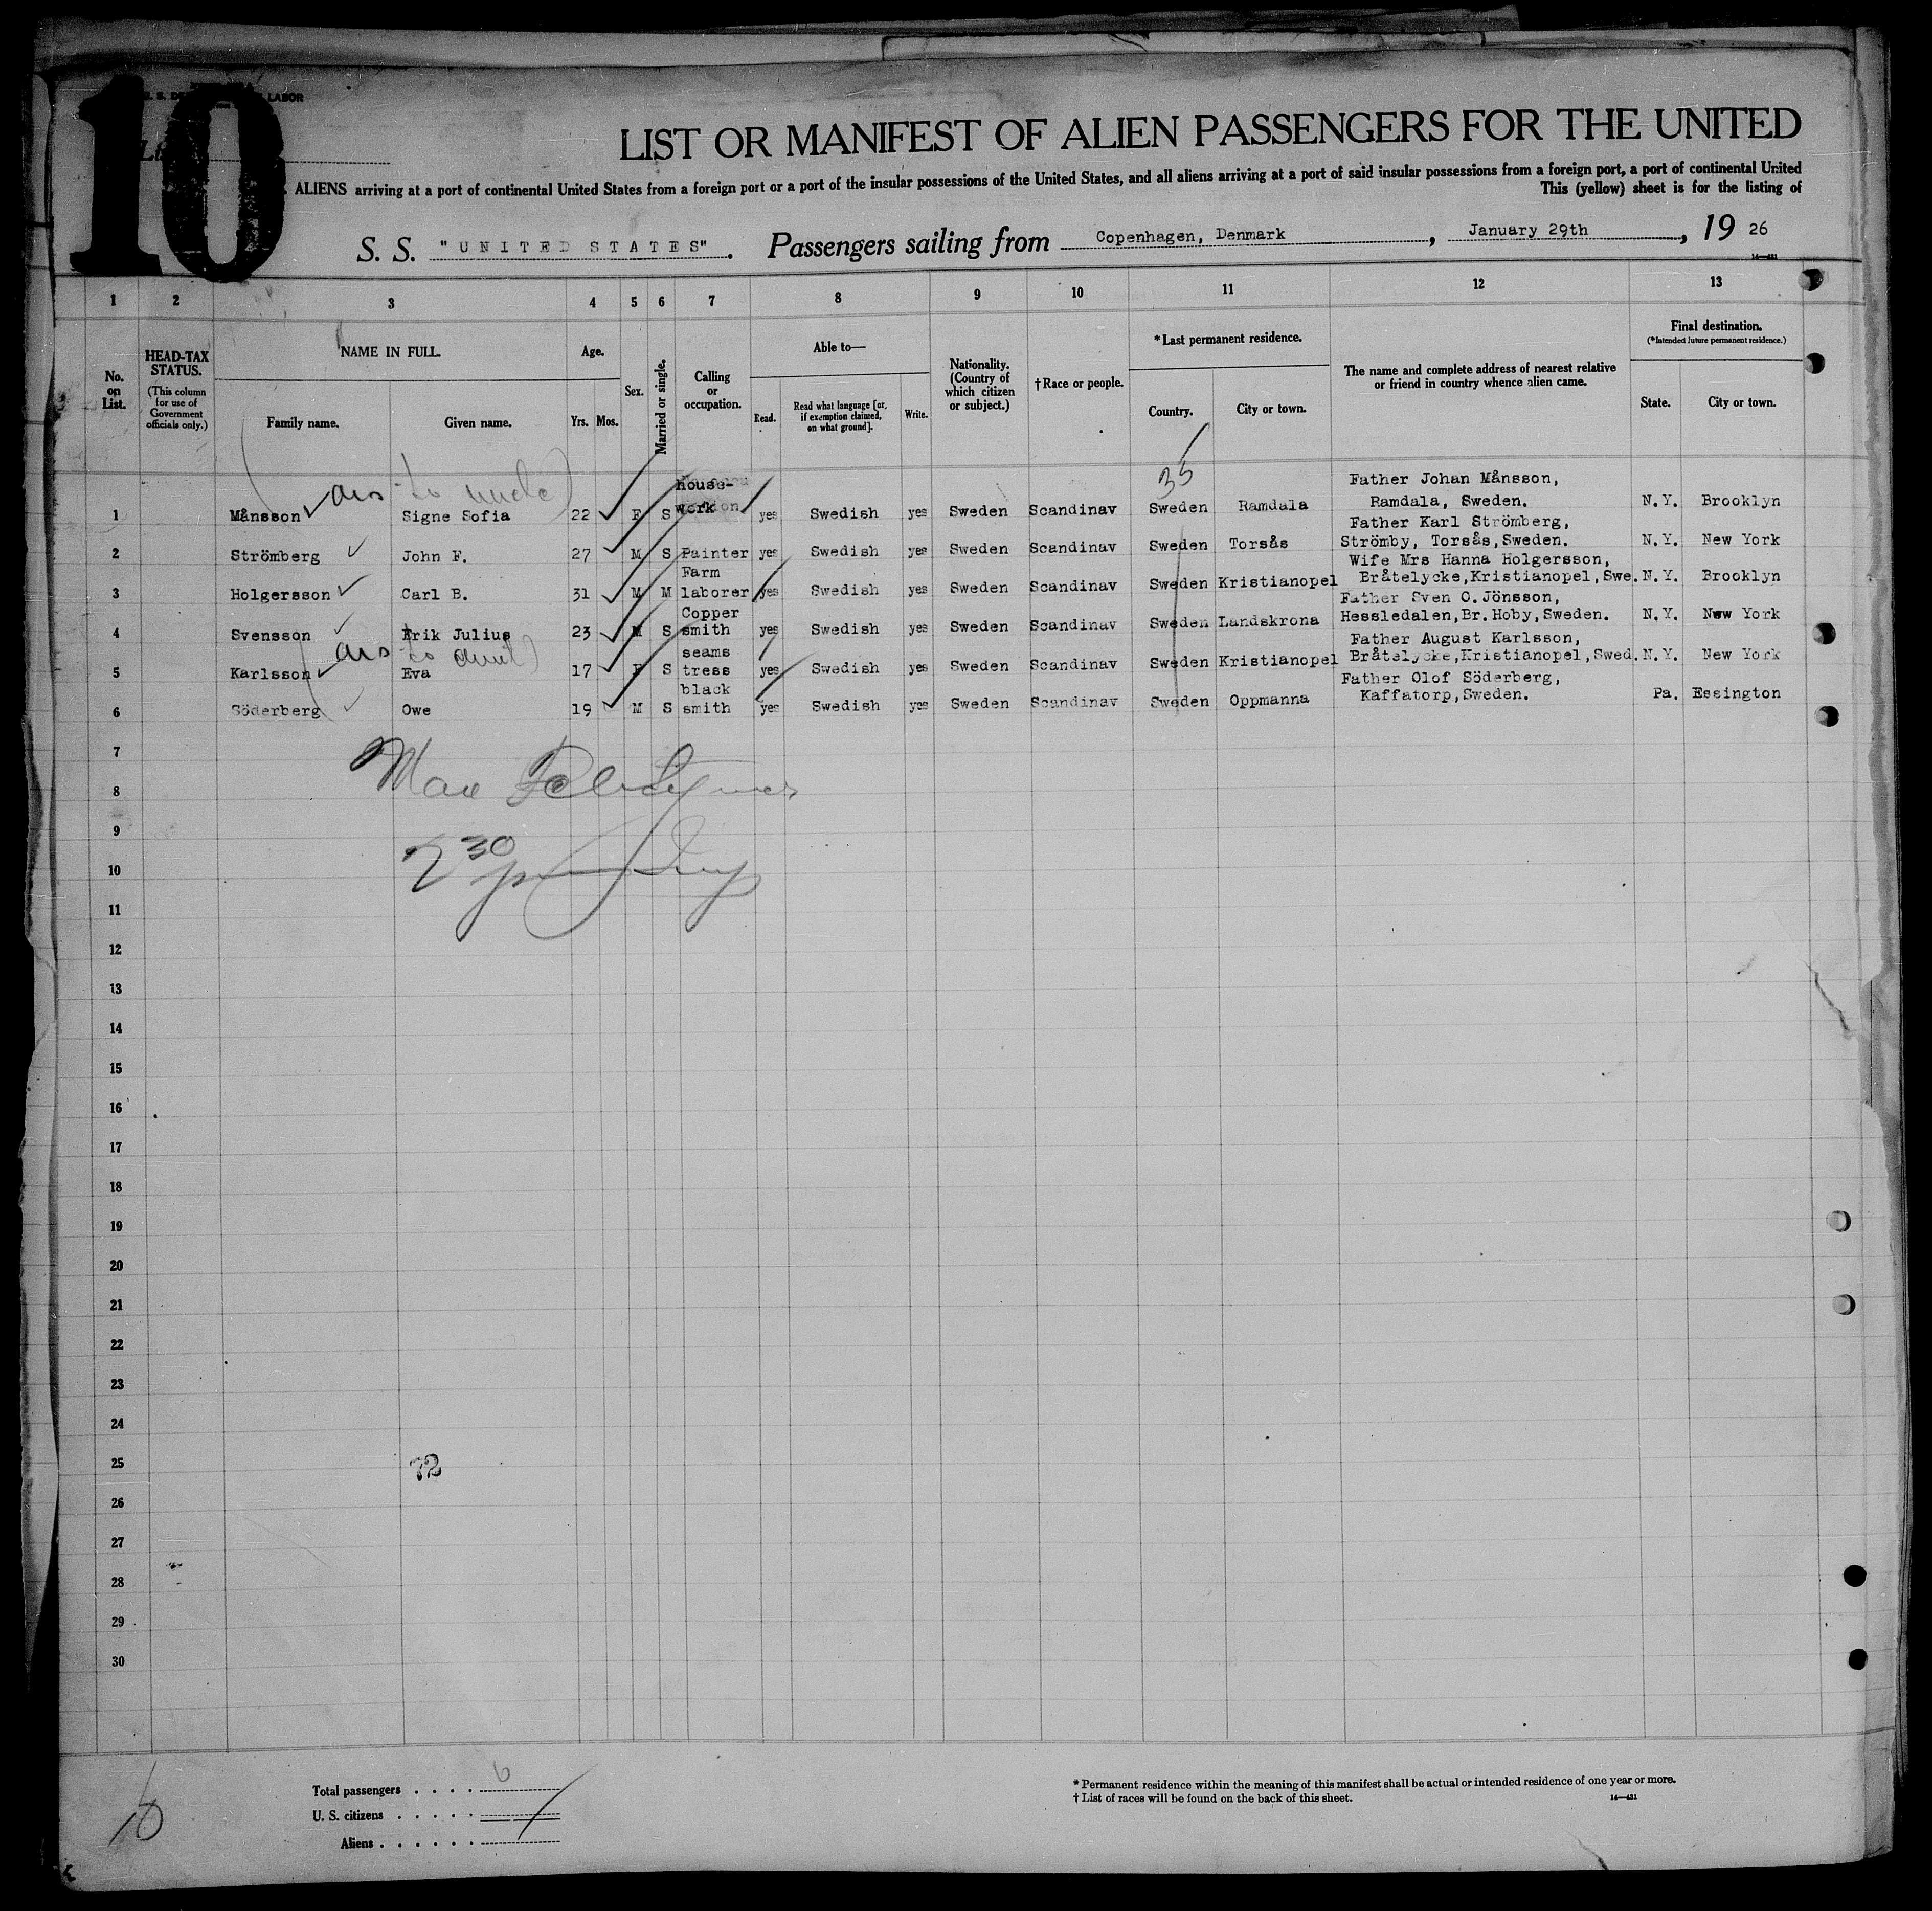 10
LABOR
LIST OR MANIFEST OF ALIEN PASSENGERS FOR THE UNITED
ALIENS arriving at a port of continental United States from a foreign port or a port of the insular possessions of the United States, and all aliens arriving at a port of said insular possessions from a foreign port, a port of continental United
This (yellow) sheet is for the listing of
S. S. "UNITED STATES". Passengers sailing from Copenhagen, Denmark, January 29th, 19 26
14—431
1 2 3 4 5 6 7 8 9 10 11 12 13
No. on List.
HEAD-TAX STATUS. (This column for use of Government officials only.)
NAME IN FULL.
Family name. Given name.
Age.
Yrs. Mos.
Sex.
Married or single.
Calling or occupation.
Able to—
Read. Read what language [or, if exemption claimed, on what ground]. Write.
Nationality. (Country of which citizen or subject.)
†Race or people.
*Last permanent residence.
Country. City or town.
The name and complete address of nearest relative or friend in country whence alien came.
Final destination. (*Intended future permanent residence.)
State. City or town.
to uncle
35
1 Månsson Signe Sofia 22 F S house-work yes Swedish yes Sweden Scandinav Sweden Ramdala Father Johan Månsson, Ramdala, Sweden. N.Y. Brooklyn
2 Strömberg John F. 27 M S Painter yes Swedish yes Sweden Scandinav Sweden Torsås Father Karl Strömberg, Strömby, Torsås, Sweden. N.Y. New York
3 Holgersson Carl B. 31 M M Farm laborer yes Swedish yes Sweden Scandinav Sweden Kristianopel Wife Mrs Hanna Holgersson, Bråtelycke, Kristianopel, Swe. N.Y. Brooklyn
4 Svensson Erik Julius 23 M S Copper smith yes Swedish yes Sweden Scandinav Sweden Landskrona Father Sven O. Jönsson, Hessledalen, Br. Hoby, Sweden. N.Y. New York
to aunt
5 Karlsson Eva 17 F S seams tress yes Swedish yes Sweden Scandinav Sweden Kristianopel Father August Karlsson, Bråtelycke, Kristianopel, Swed. N.Y. New York
6 Söderberg Owe 19 M S black smith yes Swedish yes Sweden Scandinav Sweden Oppmanna Father Olof Söderberg, Kaffatorp, Sweden. Pa. Essington
7
Max
8
9
30
10
11
12
13
14
15
16
17
18
19
20
21
22
23
24
25 72
26
27
28
29
30
Total passengers . . . . 6
U. S. citizens . . . . .
Aliens . . . . . .
10
* Permanent residence within the meaning of this manifest shall be actual or intended residence of one year or more.
† List of races will be found on the back of this sheet. 14—431